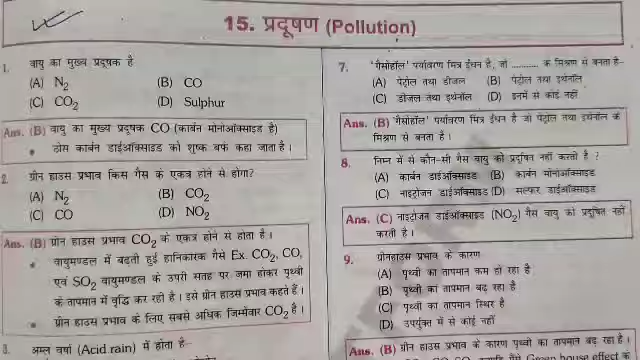 15. प्रदूषण (Pollution)
1. वायु का मुख्य प्रदूषक है
(A) N₂ (B) CO
(C) CO₂ (D) Sulphur
Ans. (B) वायु का मुख्य प्रदूषक CO (कार्बन मोनोऑक्साइड है)
• ठोस कार्बन डाईऑक्साइड को शुष्क बर्फ कहा जाता है।
2. ग्रीन हाउस प्रभाव किस गैस के एकत्र होने से होगा?
(A) N₂ (B) CO₂
(C) CO (D) NO₂
Ans. (B) ग्रीन हाउस प्रभाव CO₂ के एकत्र होने से होता है।
• वायुमण्डल में बढ़ती हुई हानिकारक गैसे Ex. CO₂, CO,
एवं SO₂ वायुमण्डल के उपरी सतह पर जमा होकर पृथ्वी
के तापमान में वृद्धि कर रही है। इसे ग्रीन हाउस प्रभाव कहते हैं।
• ग्रीन हाउस प्रभाव के लिए सबसे अधिक जिम्मेवार CO₂ है।
3. अम्ल वर्षा (Acid rain) में होता है-
7. 'गैसोहॉल' पर्यावरण मित्र ईंधन है, जो .......... के मिश्रण से बनता है-
(A) पेट्रोल तथा डीजल (B) पेट्रोल तथा इथेनॉल
(C) डीजल तथा इथेनॉल (D) इनमें से कोई नहीं
Ans. (B) 'गैसोहॉल' पर्यावरण मित्र ईंधन है जो पेट्रोल तथा इथेनॉल के
मिश्रण से बनता है।
8. निम्न में से कौन-सी गैस वायु को प्रदूषित नहीं करती है ?
(A) कार्बन डाईऑक्साइड (B) कार्बन मोनोऑक्साइड
(C) नाइट्रोजन डाईऑक्साइड (D) सल्फर डाईऑक्साइड
Ans. (C) नाइट्रोजन डाईऑक्साइड (NO₂) गैस वायु को प्रदूषित नहीं
करती है।
9. ग्रीनहाउस प्रभाव के कारण
(A) पृथ्वी का तापमान कम हो रहा है
(B) पृथ्वी का तापमान बढ़ रहा है
(C) पृथ्वी का तापमान स्थिर है
(D) उपर्युक्त में से कोई नहीं
Ans. (B) ग्रीन हाउस प्रभाव के कारण पृथ्वी का तापमान बढ़ रहा है।
Green house effect के